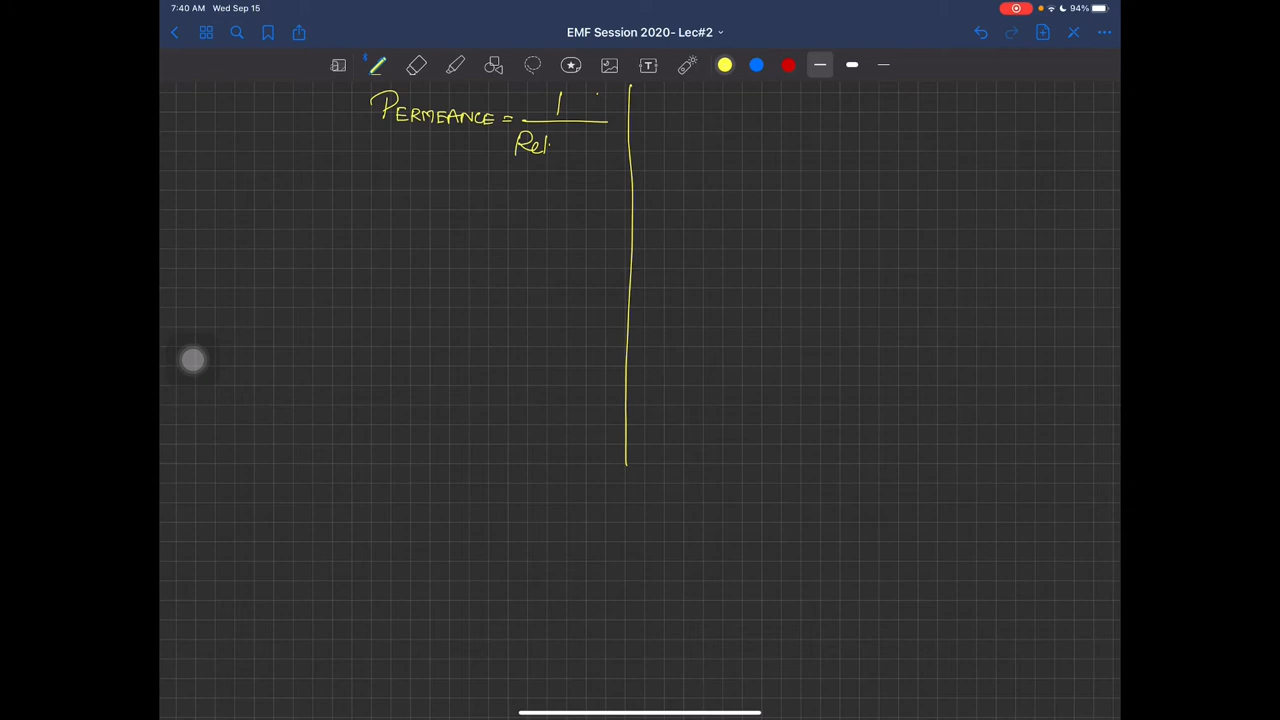 7:40 AM Wed Sep 15
94%
EMF Session 2020- Lec#2
PERMEANCE = 1
Rel